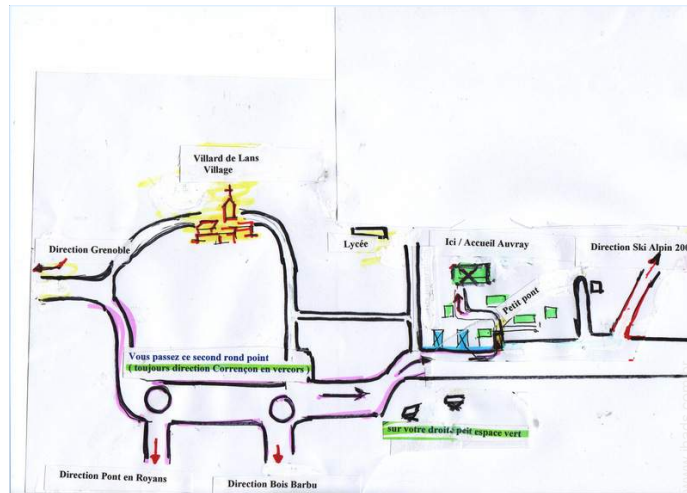 Villard de Lans
Village
Direction Grenoble
Lycée
Ici / Accueil Auvray
Direction Ski Alpin 200
Petit pont
Vous passez ce second rond point
( toujours direction Corrençon en vercors )
sur votre droite peit espace vert
Direction Pont en Royans
Direction Bois Barbu